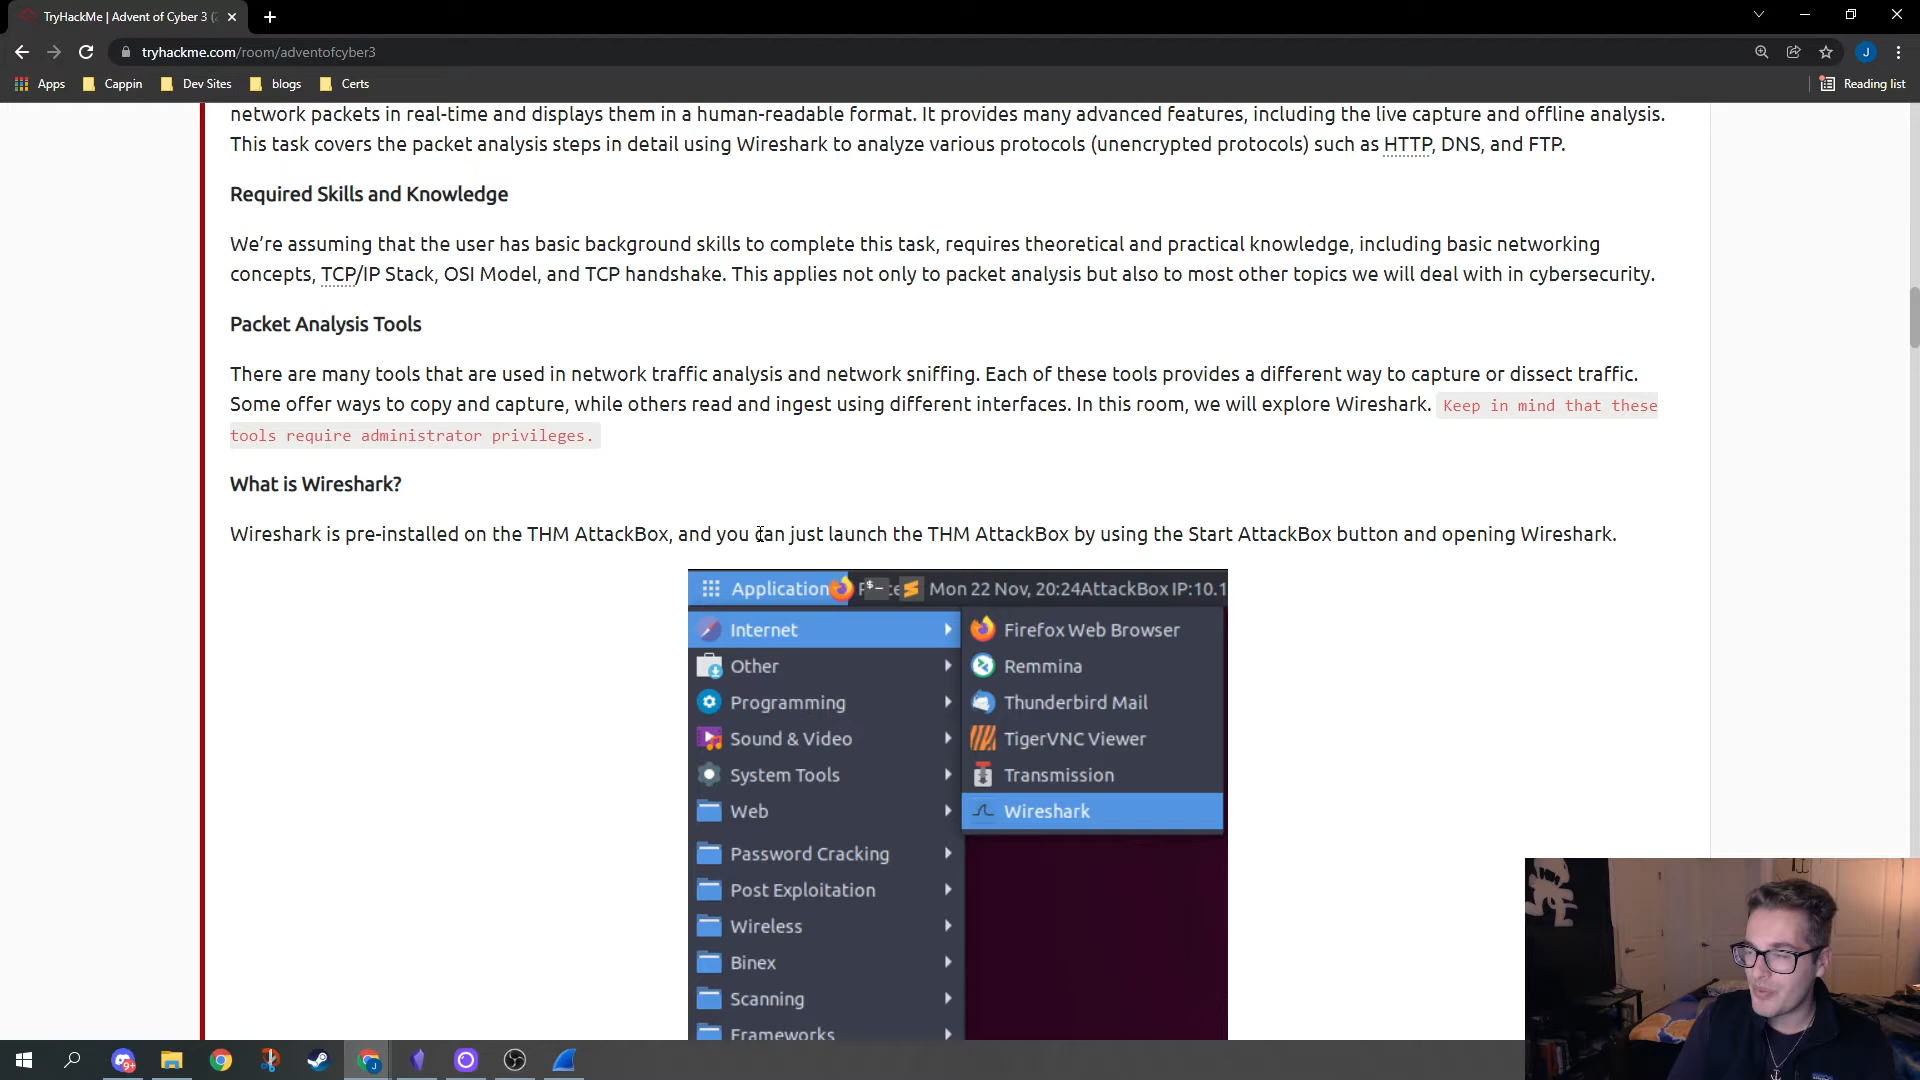 TryHackMe | Advent of Cyber 3 (
tryhackme.com/room/adventofcyber3
J
Apps
Cappin
Dev Sites
blogs
Certs
Reading list
network packets in real-time and displays them in a human-readable format. It provides many advanced features, including the live capture and offline analysis.
This task covers the packet analysis steps in detail using Wireshark to analyze various protocols (unencrypted protocols) such as HTTP, DNS, and FTP.
Required Skills and Knowledge
We're assuming that the user has basic background skills to complete this task, requires theoretical and practical knowledge, including basic networking
concepts, TCP/IP Stack, OSI Model, and TCP handshake. This applies not only to packet analysis but also to most other topics we will deal with in cybersecurity.
Packet Analysis Tools
There are many tools that are used in network traffic analysis and network sniffing. Each of these tools provides a different way to capture or dissect traffic.
Some offer ways to copy and capture, while others read and ingest using different interfaces. In this room, we will explore Wireshark. Keep in mind that these
tools require administrator privileges.
What is Wireshark?
Wireshark is pre-installed on the THM AttackBox, and you can just launch the THM AttackBox by using the Start AttackBox button and opening Wireshark.
Application
Mon 22 Nov, 20:24AttackBox IP:10.1
Internet
Firefox Web Browser
Other
Remmina
Programming
Thunderbird Mail
Sound & Video
TigerVNC Viewer
System Tools
Transmission
Web
Wireshark
Password Cracking
Post Exploitation
Wireless
Binex
Scanning
Frameworks
9+
J